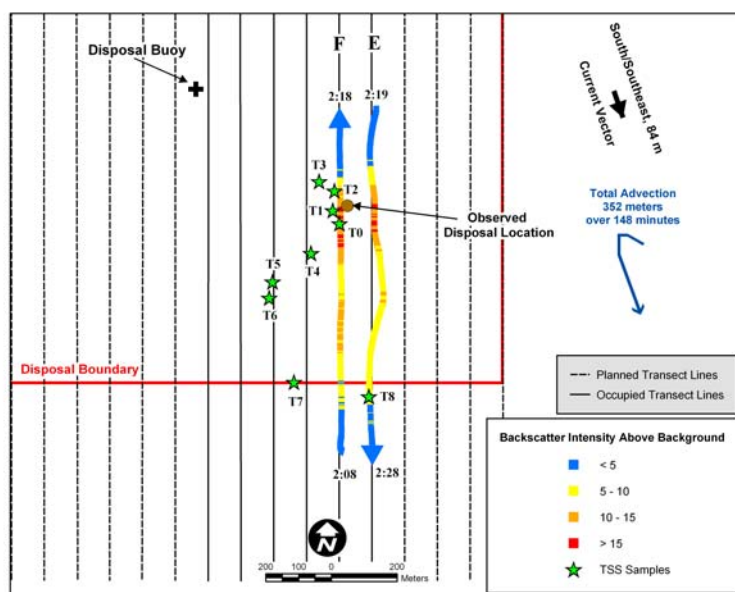 Disposal Buoy
F
E
2:18
2:19
South/Southeast, 84 m
Current Vector
T3
T2
T1
T0
Observed
Disposal Location
Total Advection
352 meters
over 148 minutes
T4
T5
T6
Disposal Boundary
T7
T8
2:08
2:28
Planned Transect Lines
Occupied Transect Lines
Backscatter Intensity Above Background
< 5
5 - 10
10 - 15
> 15
TSS Samples
N
200 100 0 200
Meters